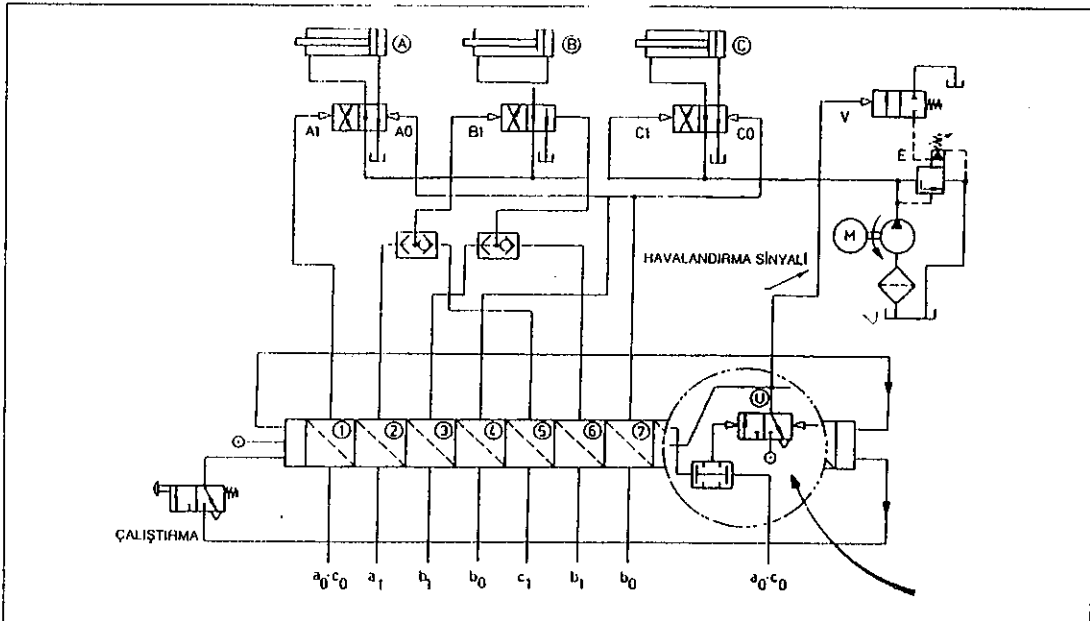 A B C
A1 A0 B1 C1 C0 V
E
M
HAVALANDIRMA SİNYALİ
U
1 2 3 4 5 6 7
ÇALIŞTIRMA
a₀·c₀ a₁ b₁ b₀ c₁ b₁ b₀ a₀·c₀